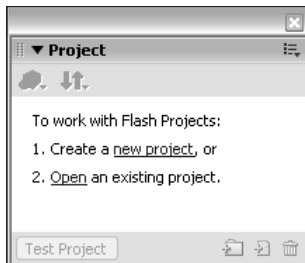 Project
To work with Flash Projects:
1. Create a new project, or
2. Open an existing project.
Test Project